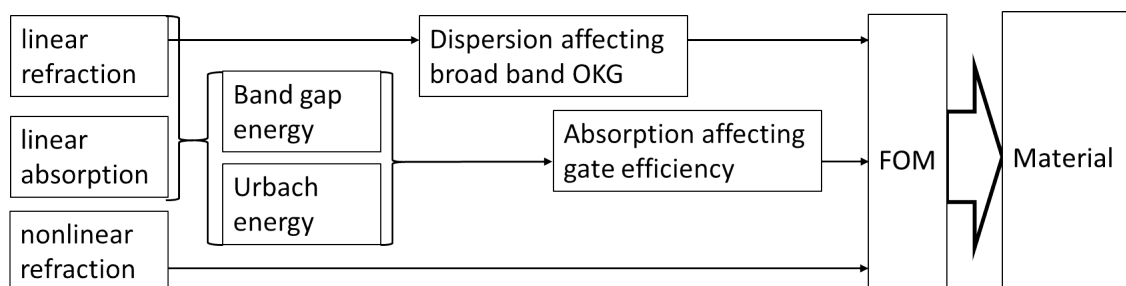 linear
refraction
linear
absorption
nonlinear
refraction
Band gap
energy
Urbach
energy
Dispersion affecting
broad band OKG
Absorption affecting
gate efficiency
FOM
Material